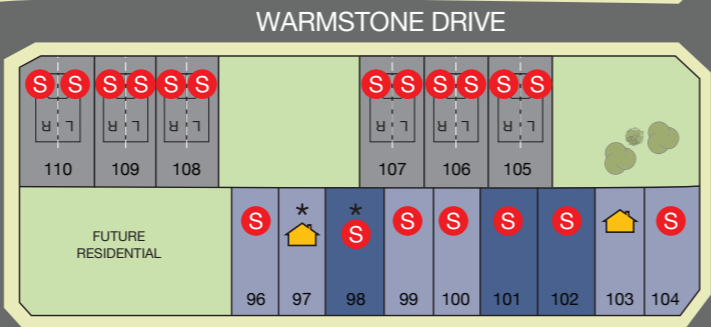 WARMSTONE DRIVE
S S S S S S S S S S S S
R L R L R L R L R L R L
110 109 108 107 106 105
* *
S S S S S S S
FUTURE
RESIDENTIAL
96 97 98 99 100 101 102 103 104